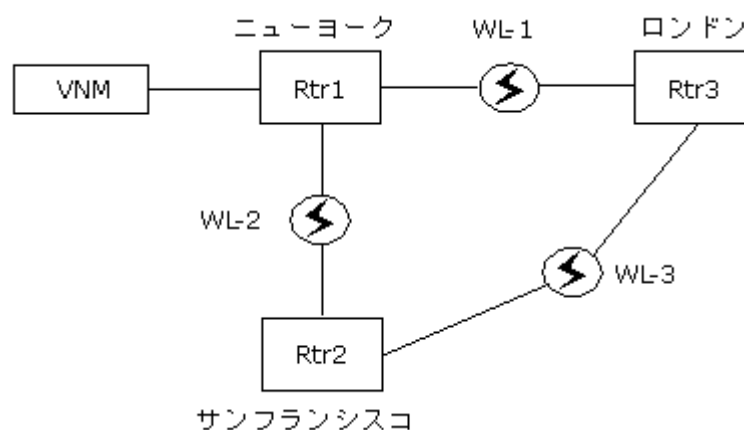 ニューヨーク
WL-1
ロンドン
VNM
Rtr1
Rtr3
WL-2
WL-3
Rtr2
サンフランシスコ